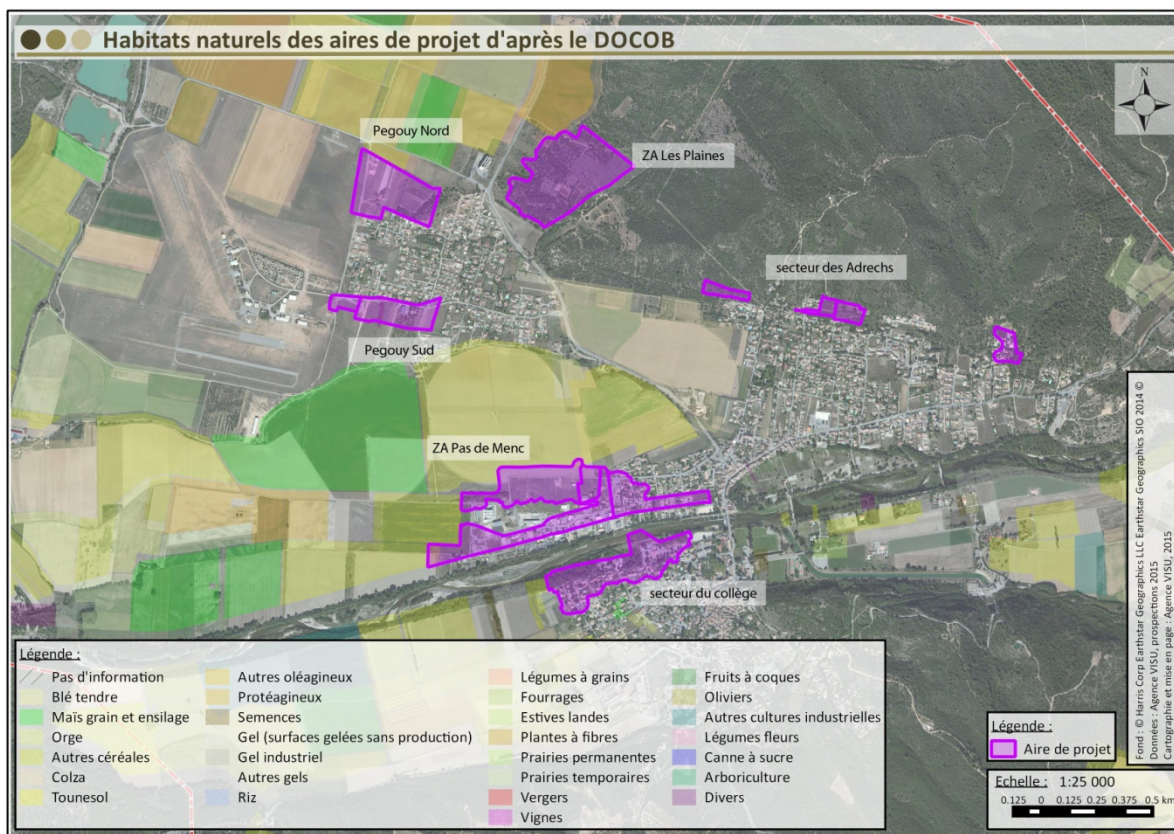 Habitats naturels des aires de projet d'après le DOCOB
N
Pegouy Nord
ZA Les Plaines
secteur des Adrechs
Pegouy Sud
ZA Pas de Menc
secteur du collège
Légende :
Pas d'information
Blé tendre
Maïs grain et ensilage
Orge
Autres céréales
Colza
Tounesol
Autres oléagineux
Protéagineux
Semences
Gel (surfaces gelées sans production)
Gel industriel
Autres gels
Riz
Légumes à grains
Fourrages
Estives landes
Plantes à fibres
Prairies permanentes
Prairies temporaires
Vergers
Vignes
Fruits à coques
Oliviers
Autres cultures industrielles
Légumes fleurs
Canne à sucre
Arboriculture
Divers
Légende :
Aire de projet
Echelle : 1:25 000
0.125 0 0.125 0.25 0.375 0.5 km
Fond : © Harris Corp Earthstar Geographics LLC Earthstar Geographics SIO 2014 ©
Données : Agence VISU, prospections 2015
Cartographie et mise en page : Agence VISU, 2015